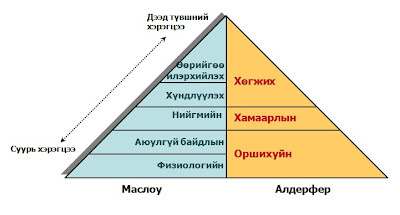 Дээд түвшний
хэрэгцээ
Өөрийгөө
илэрхийлэх
Хүндлүүлэх
Нийгмийн
Аюулгүй байдлын
Физиологийн
Хөгжих
Хамаарлын
Оршихуйн
Суурь хэрэгцээ
Маслоу
Алдерфер